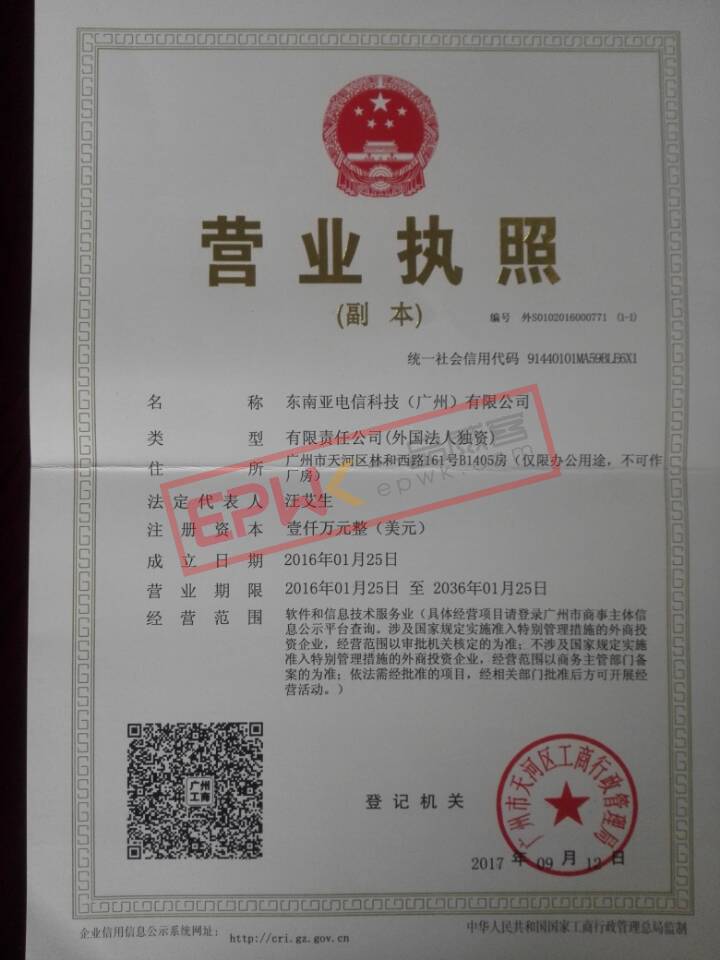 营业执照
(副 本)
编号 外S0102016000771 (1-1)
统一社会信用代码 91440101MA59BLE6X1
名称 东南亚电信科技（广州）有限公司
类型 有限责任公司(外国法人独资)
住所 广州市天河区林和西路161号B1405房（仅限办公用途，不可作
厂房）
法定代表人 汪艾生
注册资本 壹仟万元整（美元）
成立日期 2016年01月25日
营业期限 2016年01月25日 至 2036年01月25日
经营范围 软件和信息技术服务业（具体经营项目请登录广州市商事主体信
息公示平台查询。涉及国家规定实施准入特别管理措施的外商投
资企业，经营范围以审批机关核定的为准；不涉及国家规定实施
准入特别管理措施的外商投资企业，经营范围以商务主管部门备
案的为准；依法需经批准的项目，经相关部门批准后方可开展经
营活动。）
EPWK
epwk.com
广州
工商
登记机关
广州市天河区工商行政管理局
2017 年 09 月 12 日
企业信用信息公示系统网址： http://cri.gz.gov.cn
中华人民共和国国家工商行政管理总局监制